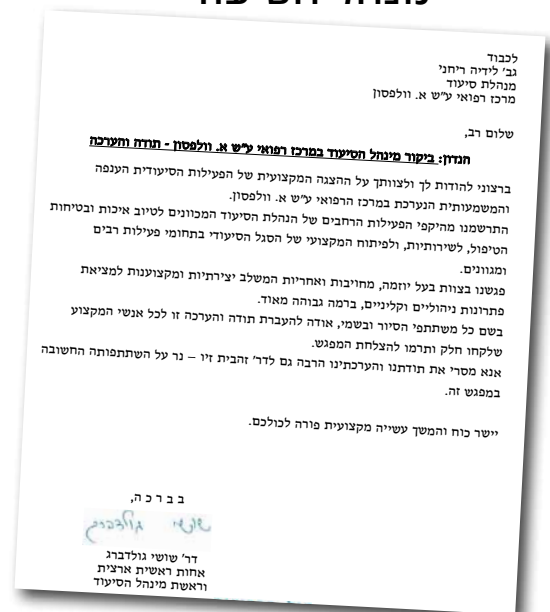 לכבוד
גב' לידיה ריחני
מנהלת סיעוד
מרכז רפואי ע"ש א. וולפסון
שלום רב,
הנדון: ביקור מינהל הסיעוד במרכז רפואי ע"ש א. וולפסון - תודה והערכה
ברצוני להודות לך ולצוותך על ההצגה המקצועית של הפעילות הסיעודית הענפה
והמשמעותית הנערכת במרכז הרפואי ע"ש א. וולפסון.
התרשמנו מהיקפי הפעילות הרחבים של הנהלת הסיעוד המכוונים לטיוב איכות ובטיחות
הטיפול, לשירותיות, ולפיתוח המקצועי של הסגל הסיעודי בתחומי פעילות רבים
ומגוונים.
פגשנו בצוות בעל יוזמה, מחויבות ואחריות המשלב יצירתיות ומקצוענות למציאת
פתרונות ניהוליים וקליניים, ברמה גבוהה מאוד.
בשם כל משתתפי הסיור ובשמי, אודה להעברת תודה והערכה זו לכל אנשי המקצוע
שלקחו חלק ותרמו להצלחת המפגש.
אנא מסרי את תודתנו והערכתינו הרבה גם לדר' זהבית זיו – נר על השתתפותה החשובה
במפגש זה.
יישר כוח והמשך עשייה מקצועית פורה לכולכם.
ב ב ר כ ה,
שושי גולדברג
דר' שושי גולדברג
אחות ראשית ארצית
וראשת מינהל הסיעוד